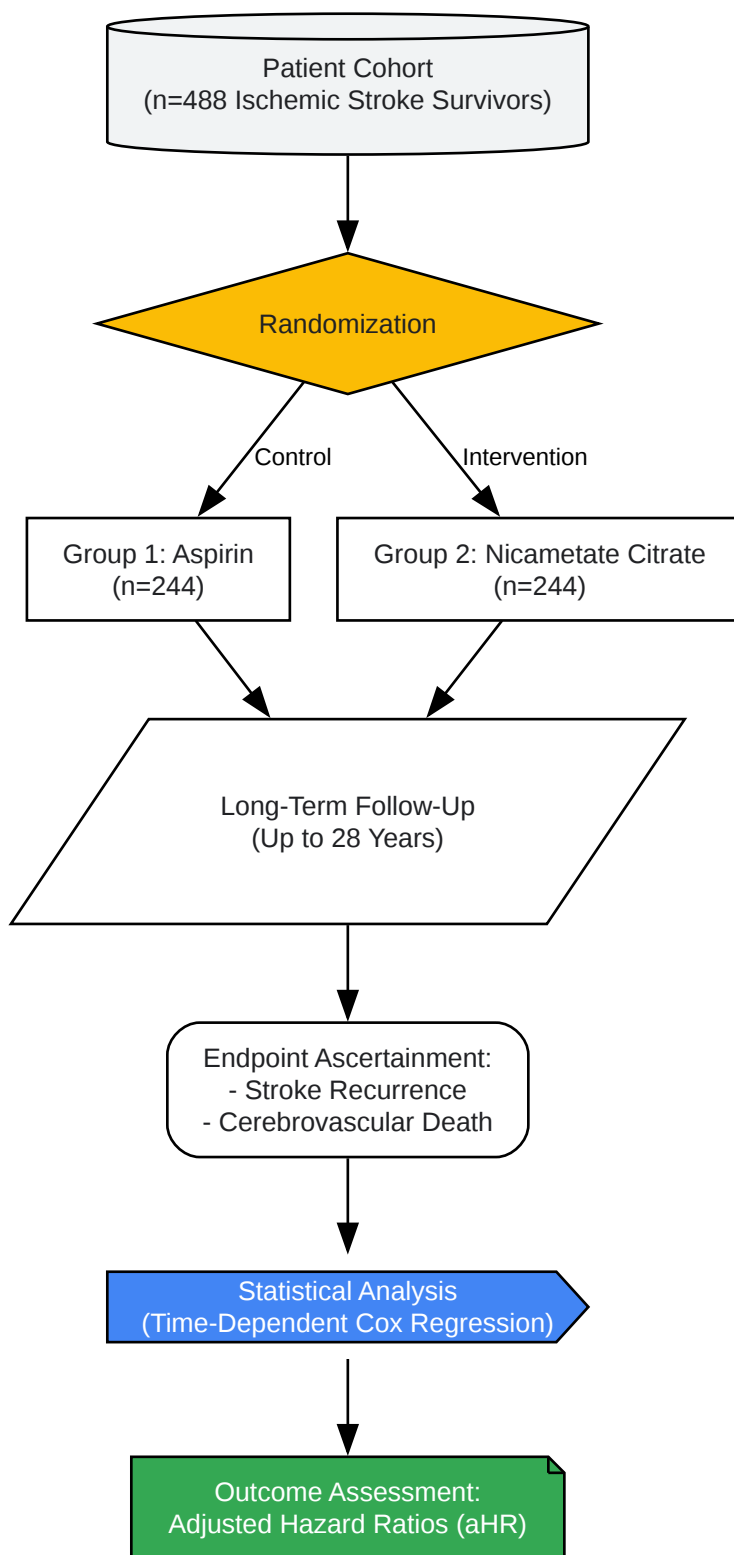 Patient Cohort
(n=488 Ischemic Stroke Survivors)
Randomization
Control
Intervention
Group 1: Aspirin
(n=244)
Group 2: Nicametate Citrate
(n=244)
Long-Term Follow-Up
(Up to 28 Years)
Endpoint Ascertainment:
- Stroke Recurrence
- Cerebrovascular Death
Statistical Analysis
(Time-Dependent Cox Regression)
Outcome Assessment:
Adjusted Hazard Ratios (aHR)